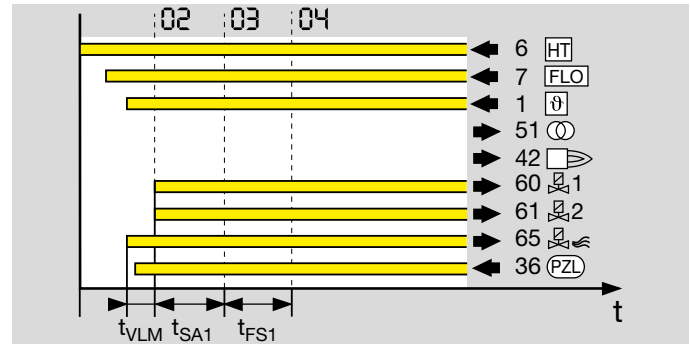 02 03 04
6 HT
7 FLO
1 ϑ
51
42
60 1
61 2
65
36 PZL
t
tVLM tSA1 tFS1